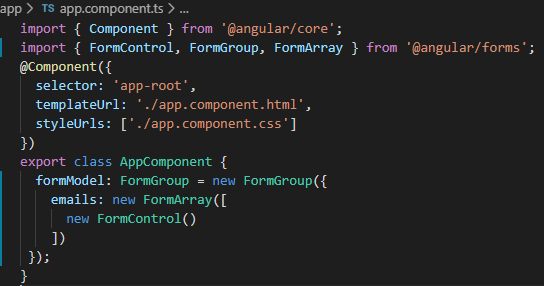 app > TS app.component.ts > ...
import { Component } from '@angular/core';
import { FormControl, FormGroup, FormArray } from '@angular/forms';
@Component({
  selector: 'app-root',
  templateUrl: './app.component.html',
  styleUrls: ['./app.component.css']
})
export class AppComponent {
  formModel: FormGroup = new FormGroup({
    emails: new FormArray([
      new FormControl()
    ])
 });
}